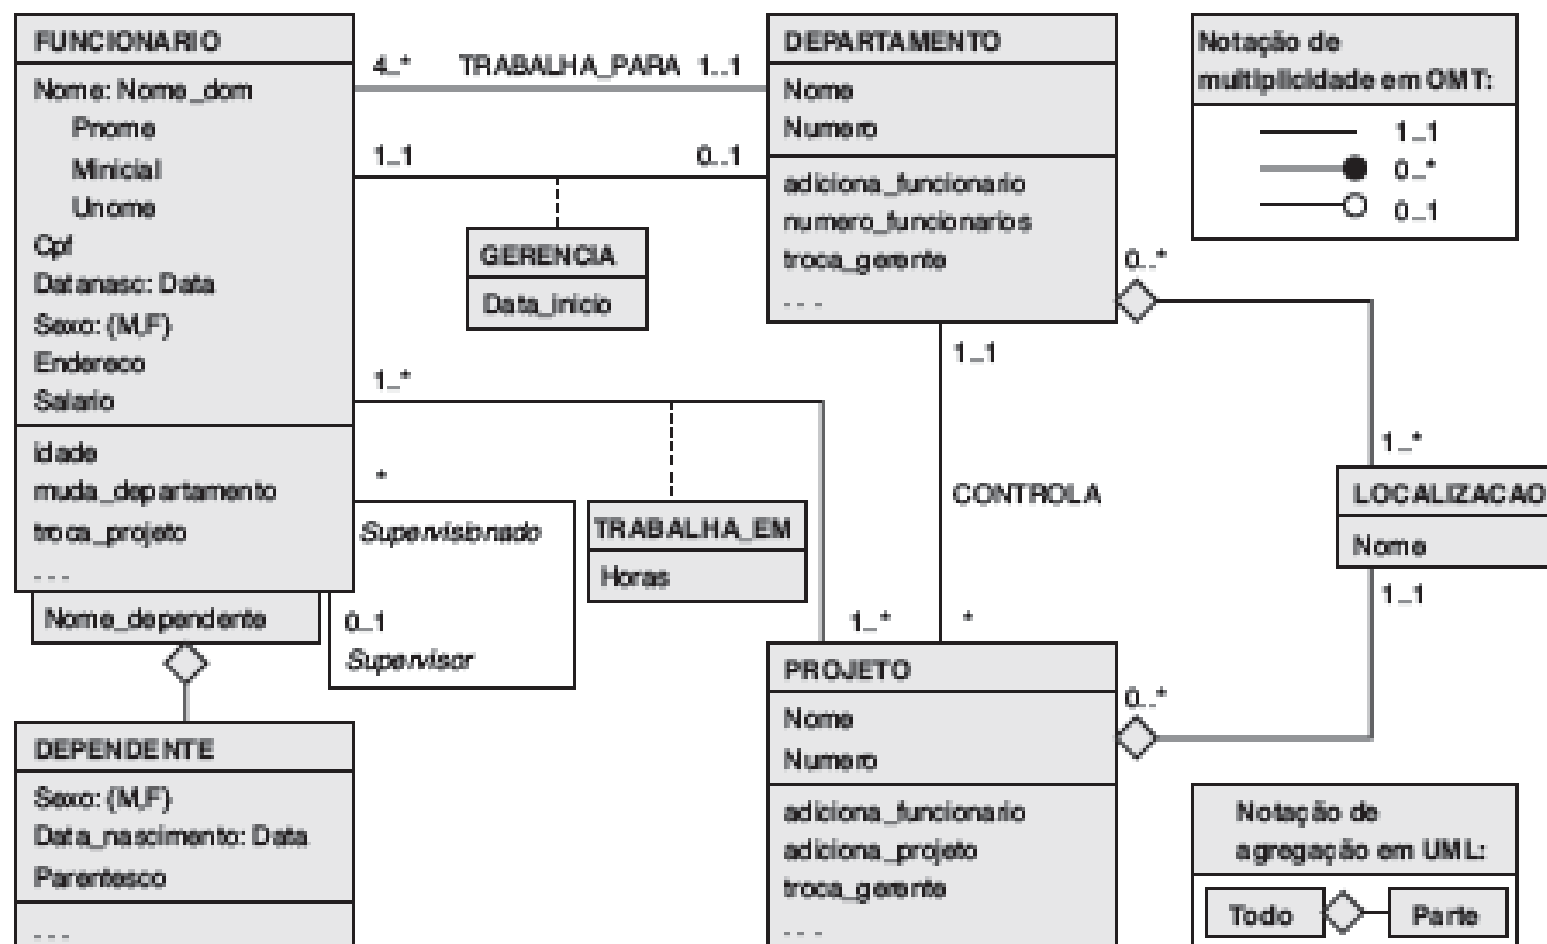 FUNCIONARIO
Nome: Nome_dom
Pnome
Minicial
Unome
Cpf
Datanasc: Data
Sexo: {M,F}
Endereco
Salario
idade
muda_departamento
troca_projeto
. . .
Nome_dependente
4..*
TRABALHA_PARA
1..1
1..1
0..1
GERENCIA
Data_inicio
1..*
*
Supervisionado
0..1
Supervisor
TRABALHA_EM
Horas
1..*
DEPARTAMENTO
Nome
Numero
adiciona_funcionario
numero_funcionarios
troca_gerente
. . .
1..1
CONTROLA
*
0..*
1..*
LOCALIZACAO
Nome
1..1
0..*
PROJETO
Nome
Numero
adiciona_funcionario
adiciona_projeto
troca_gerente
. . .
DEPENDENTE
Sexo: {M,F}
Data_nascimento: Data
Parentesco
. . .
Notação de
multiplicidade em OMT:
1..1
0..*
0..1
Notação de
agregação em UML:
Todo
Parte